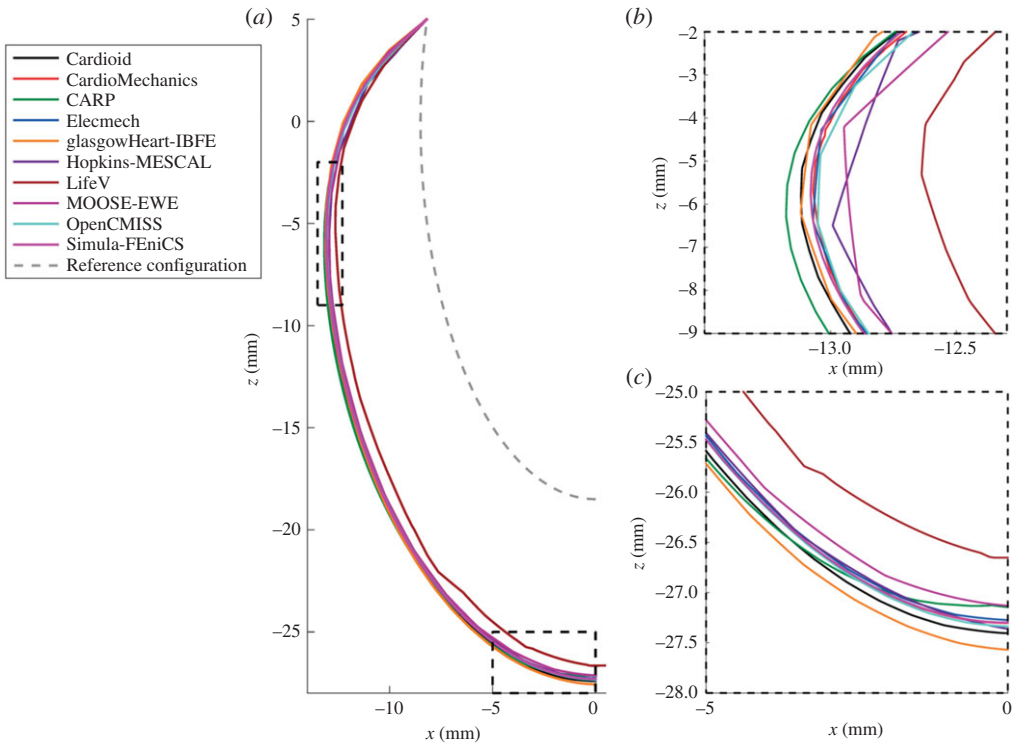 Cardioid
CardioMechanics
CARP
Elecmech
glasgowHeart-IBFE
Hopkins-MESCAL
LifeV
MOOSE-EWE
OpenCMISS
Simula-FEniCS
Reference configuration
(a)
5
0
−5
−10
−15
−20
−25
z (mm)
−10
−5
0
x (mm)
(b)
−2
−3
−4
−5
−6
−7
−8
−9
z (mm)
−13.0
−12.5
x (mm)
(c)
−25.0
−25.5
−26.0
−26.5
−27.0
−27.5
−28.0
z (mm)
−5
0
x (mm)